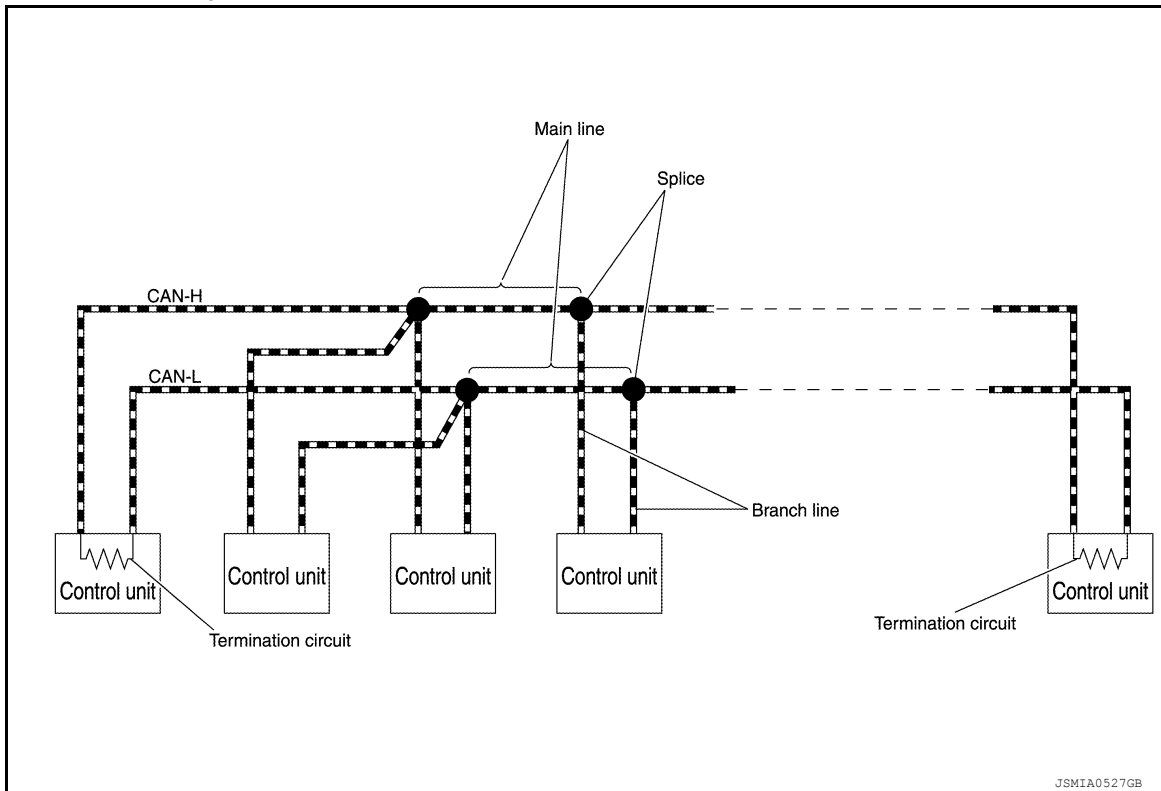 Main line
Splice
CAN-H
CAN-L
Branch line
Control unit
Control unit
Control unit
Control unit
Control unit
Termination circuit
Termination circuit
JSMIA0527GB